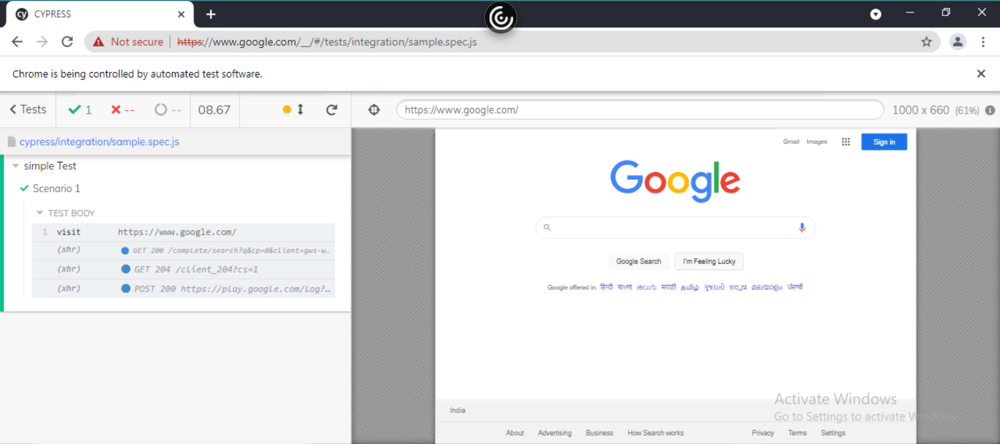 cy CYPRESS
Not secure | https://www.google.com/__/#/tests/integration/sample.spec.js
Chrome is being controlled by automated test software.
Tests 1 -- -- 08.67
https://www.google.com/ 1000 x 660 (61%)
cypress/integration/sample.spec.js
simple Test
Scenario 1
TEST BODY
1 visit https://www.google.com/
(xhr) GET 200 /complete/search?q&cp=0&client=gws-w…
(xhr) GET 204 /client_204?cs=1
(xhr) POST 200 https://play.google.com/log?…
Gmail Images Sign in
Google
Google Search I'm Feeling Lucky
Google offered in: हिन्दी বাংলা తెలుగు मराठी தமிழ் ગુજરાતી ಕನ್ನಡ മലയാളം ਪੰਜਾਬੀ
India
About Advertising Business How Search works Privacy Terms Settings
Activate Windows
Go to Settings to activate Windows.